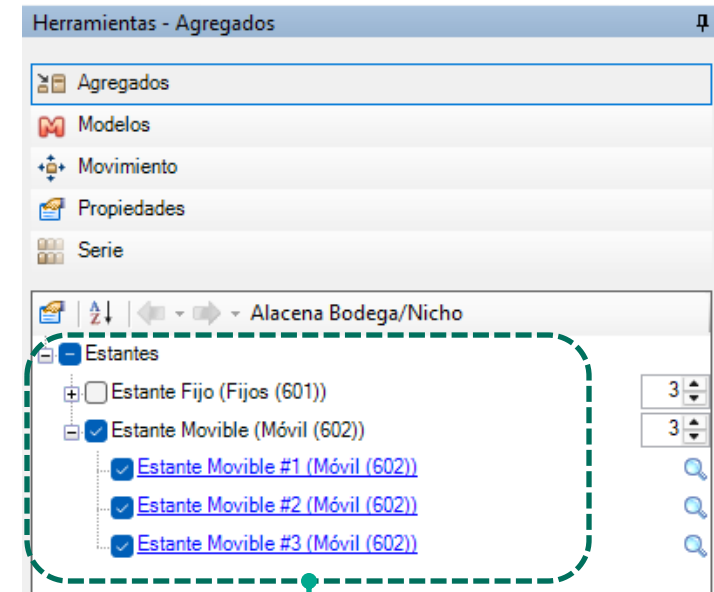 Herramientas - Agregados
Agregados
Modelos
Movimiento
Propiedades
Serie
Alacena Bodega/Nicho
Estantes
Estante Fijo (Fijos (601)) 3
Estante Movible (Móvil (602)) 3
Estante Movible #1 (Móvil (602))
Estante Movible #2 (Móvil (602))
Estante Movible #3 (Móvil (602))